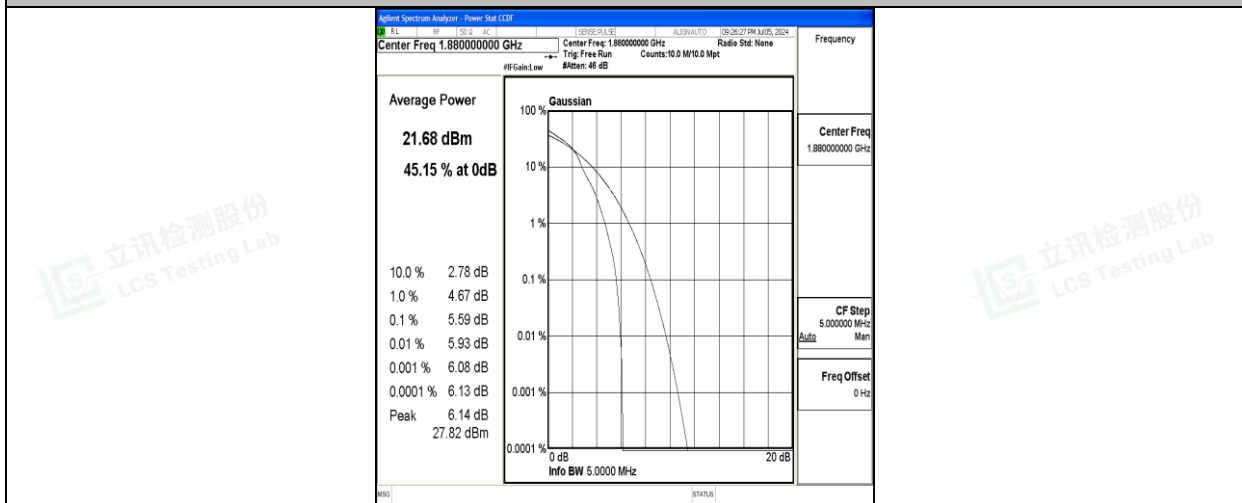 Agilent Spectrum Analyzer - Power Stat CCDF
RL RF 50 Ω AC SENSE:PULSE ALIGNAUTO 09:26:27 PM Jul 05, 2024
Center Freq 1.880000000 GHz
Center Freq: 1.880000000 GHz Radio Std: None
Trig: Free Run Counts:10.0 M/10.0 Mpt
#IFGain:Low #Atten: 46 dB
Frequency
Average Power
21.68 dBm
45.15 % at 0dB
10.0 % 2.78 dB
1.0 % 4.67 dB
0.1 % 5.59 dB
0.01 % 5.93 dB
0.001 % 6.08 dB
0.0001 % 6.13 dB
Peak 6.14 dB
27.82 dBm
Gaussian
100 %
10 %
1 %
0.1 %
0.01 %
0.001 %
0.0001 %
0 dB 20 dB
Info BW 5.0000 MHz
Center Freq
1.880000000 GHz
CF Step
5.000000 MHz
Auto Man
Freq Offset
0 Hz
MSG STATUS
立讯检测股份
LCS Testing Lab
立讯检测股份
LCS Testing Lab